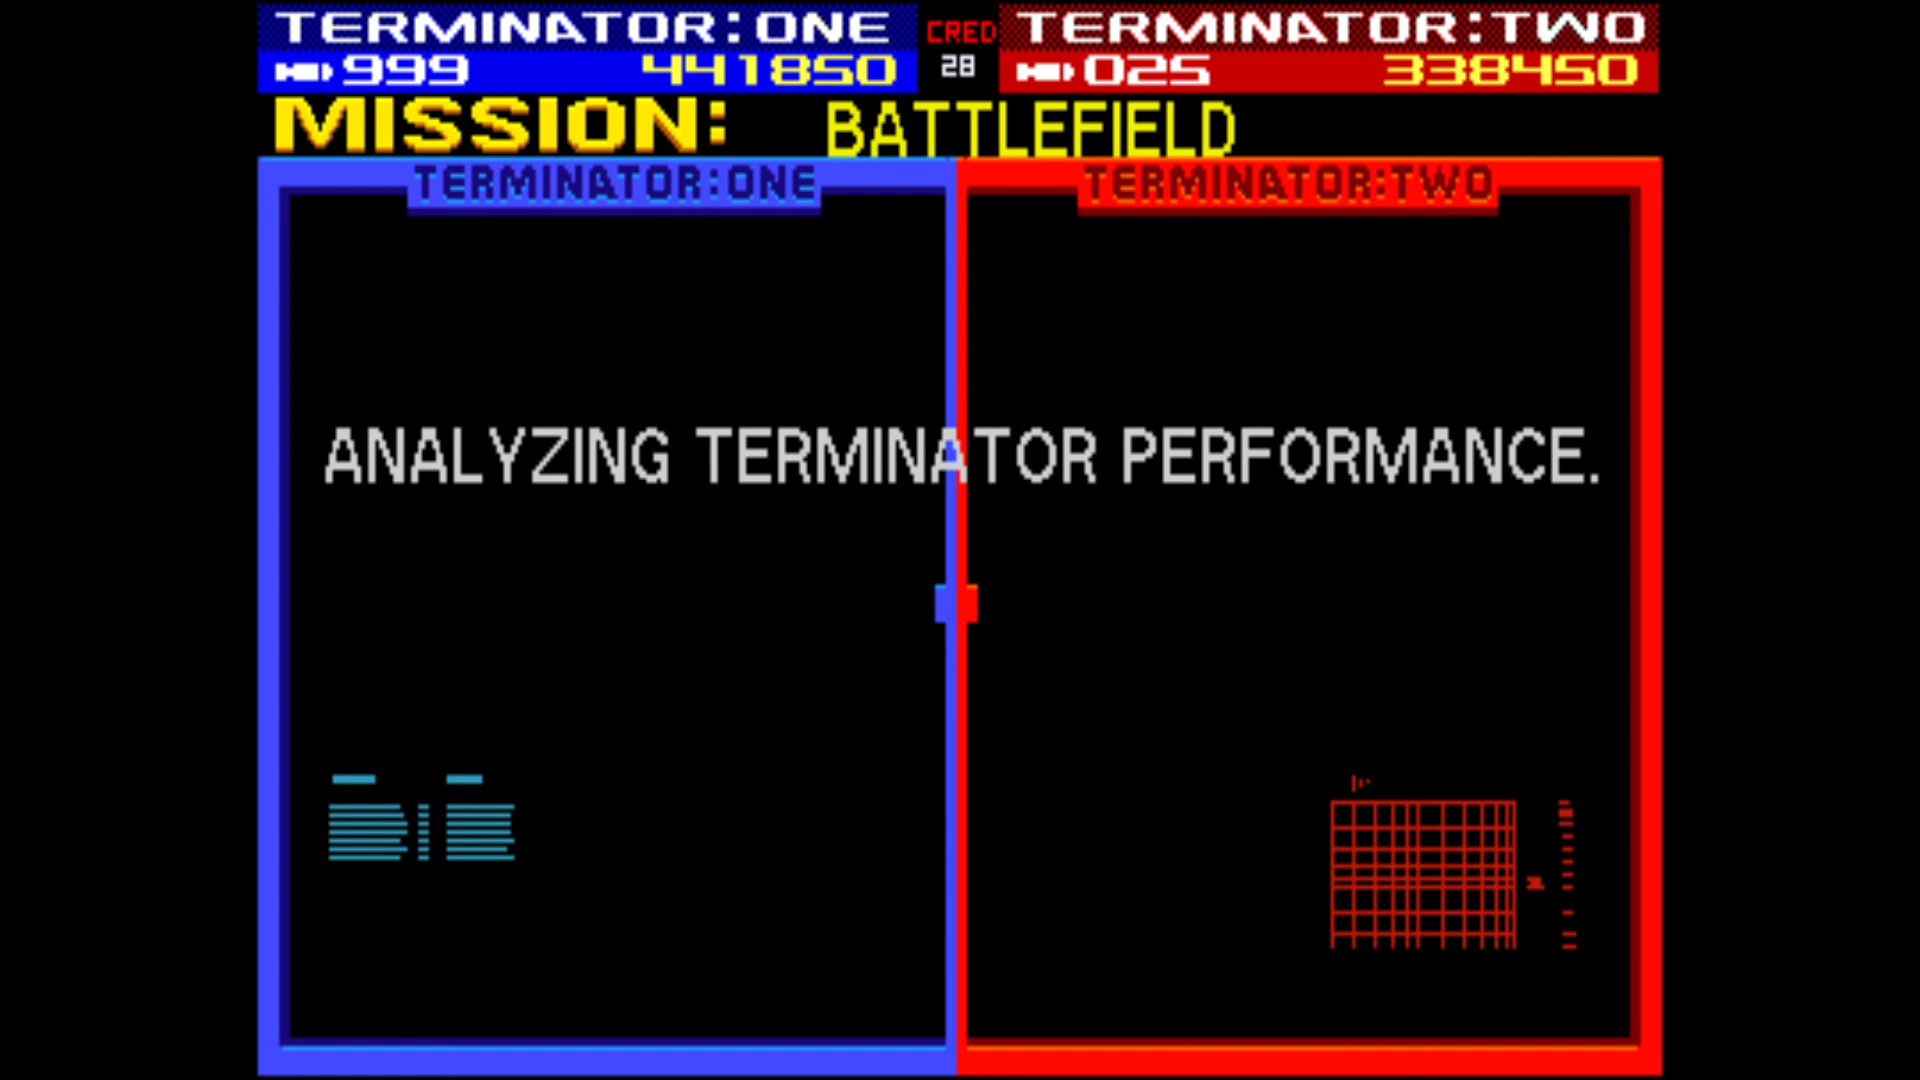 TERMINATOR:ONE CRED TERMINATOR:TWO
999 441850 28 025 338450
MISSION: BATTLEFIELD
TERMINATOR:ONE TERMINATOR:TWO
ANALYZING TERMINATOR PERFORMANCE.